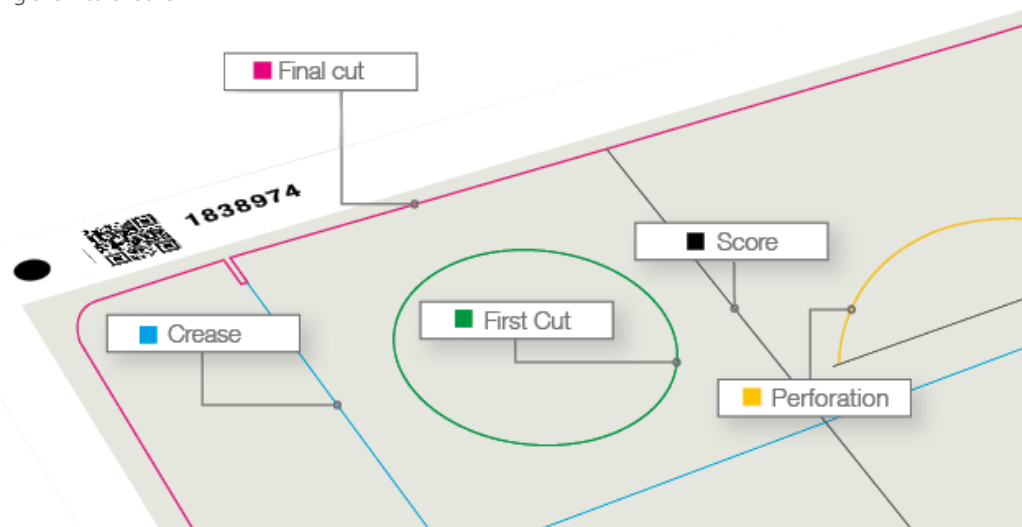 Final cut
1838974
Score
First Cut
Crease
Perforation